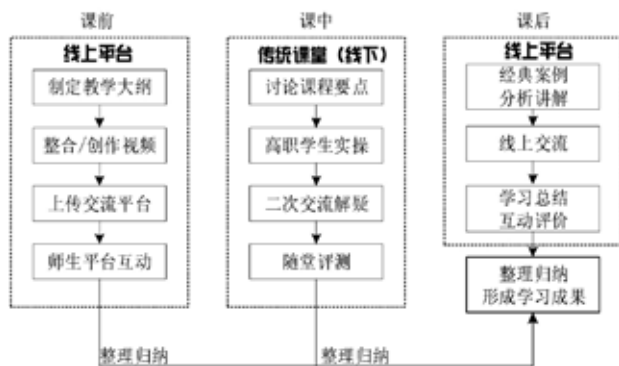 课前
线上平台
制定教学大纲
整合/创作视频
上传交流平台
师生平台互动
课中
传统课堂（线下）
讨论课程要点
高职学生实操
二次交流解疑
随堂评测
课后
线上平台
经典案例
分析讲解
线上交流
学习总结
互动评价
整理归纳
形成学习成果
整理归纳
整理归纳